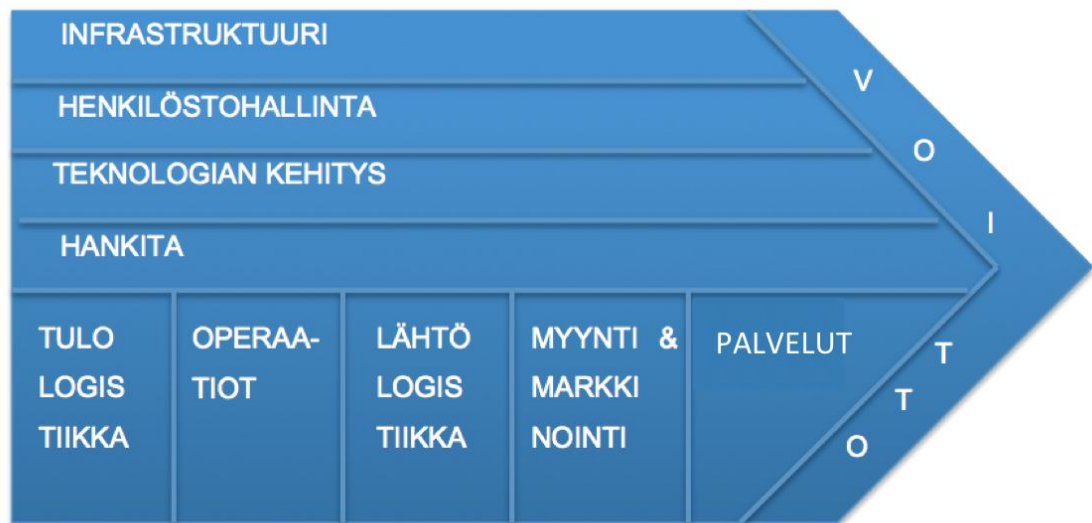 INFRASTRUKTUURI
HENKILÖSTOHALLINTA
TEKNOLOGIAN KEHITYS
HANKITA
TULO
LOGIS
TIIKKA
OPERAA-
TIOT
LÄHTÖ
LOGIS
TIIKKA
MYYNTI &
MARKKI
NOINTI
PALVELUT
V
O
I
T
T
O